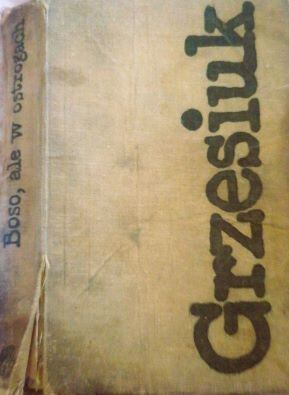 Boso, ale w ostrogach
Grzesiuk